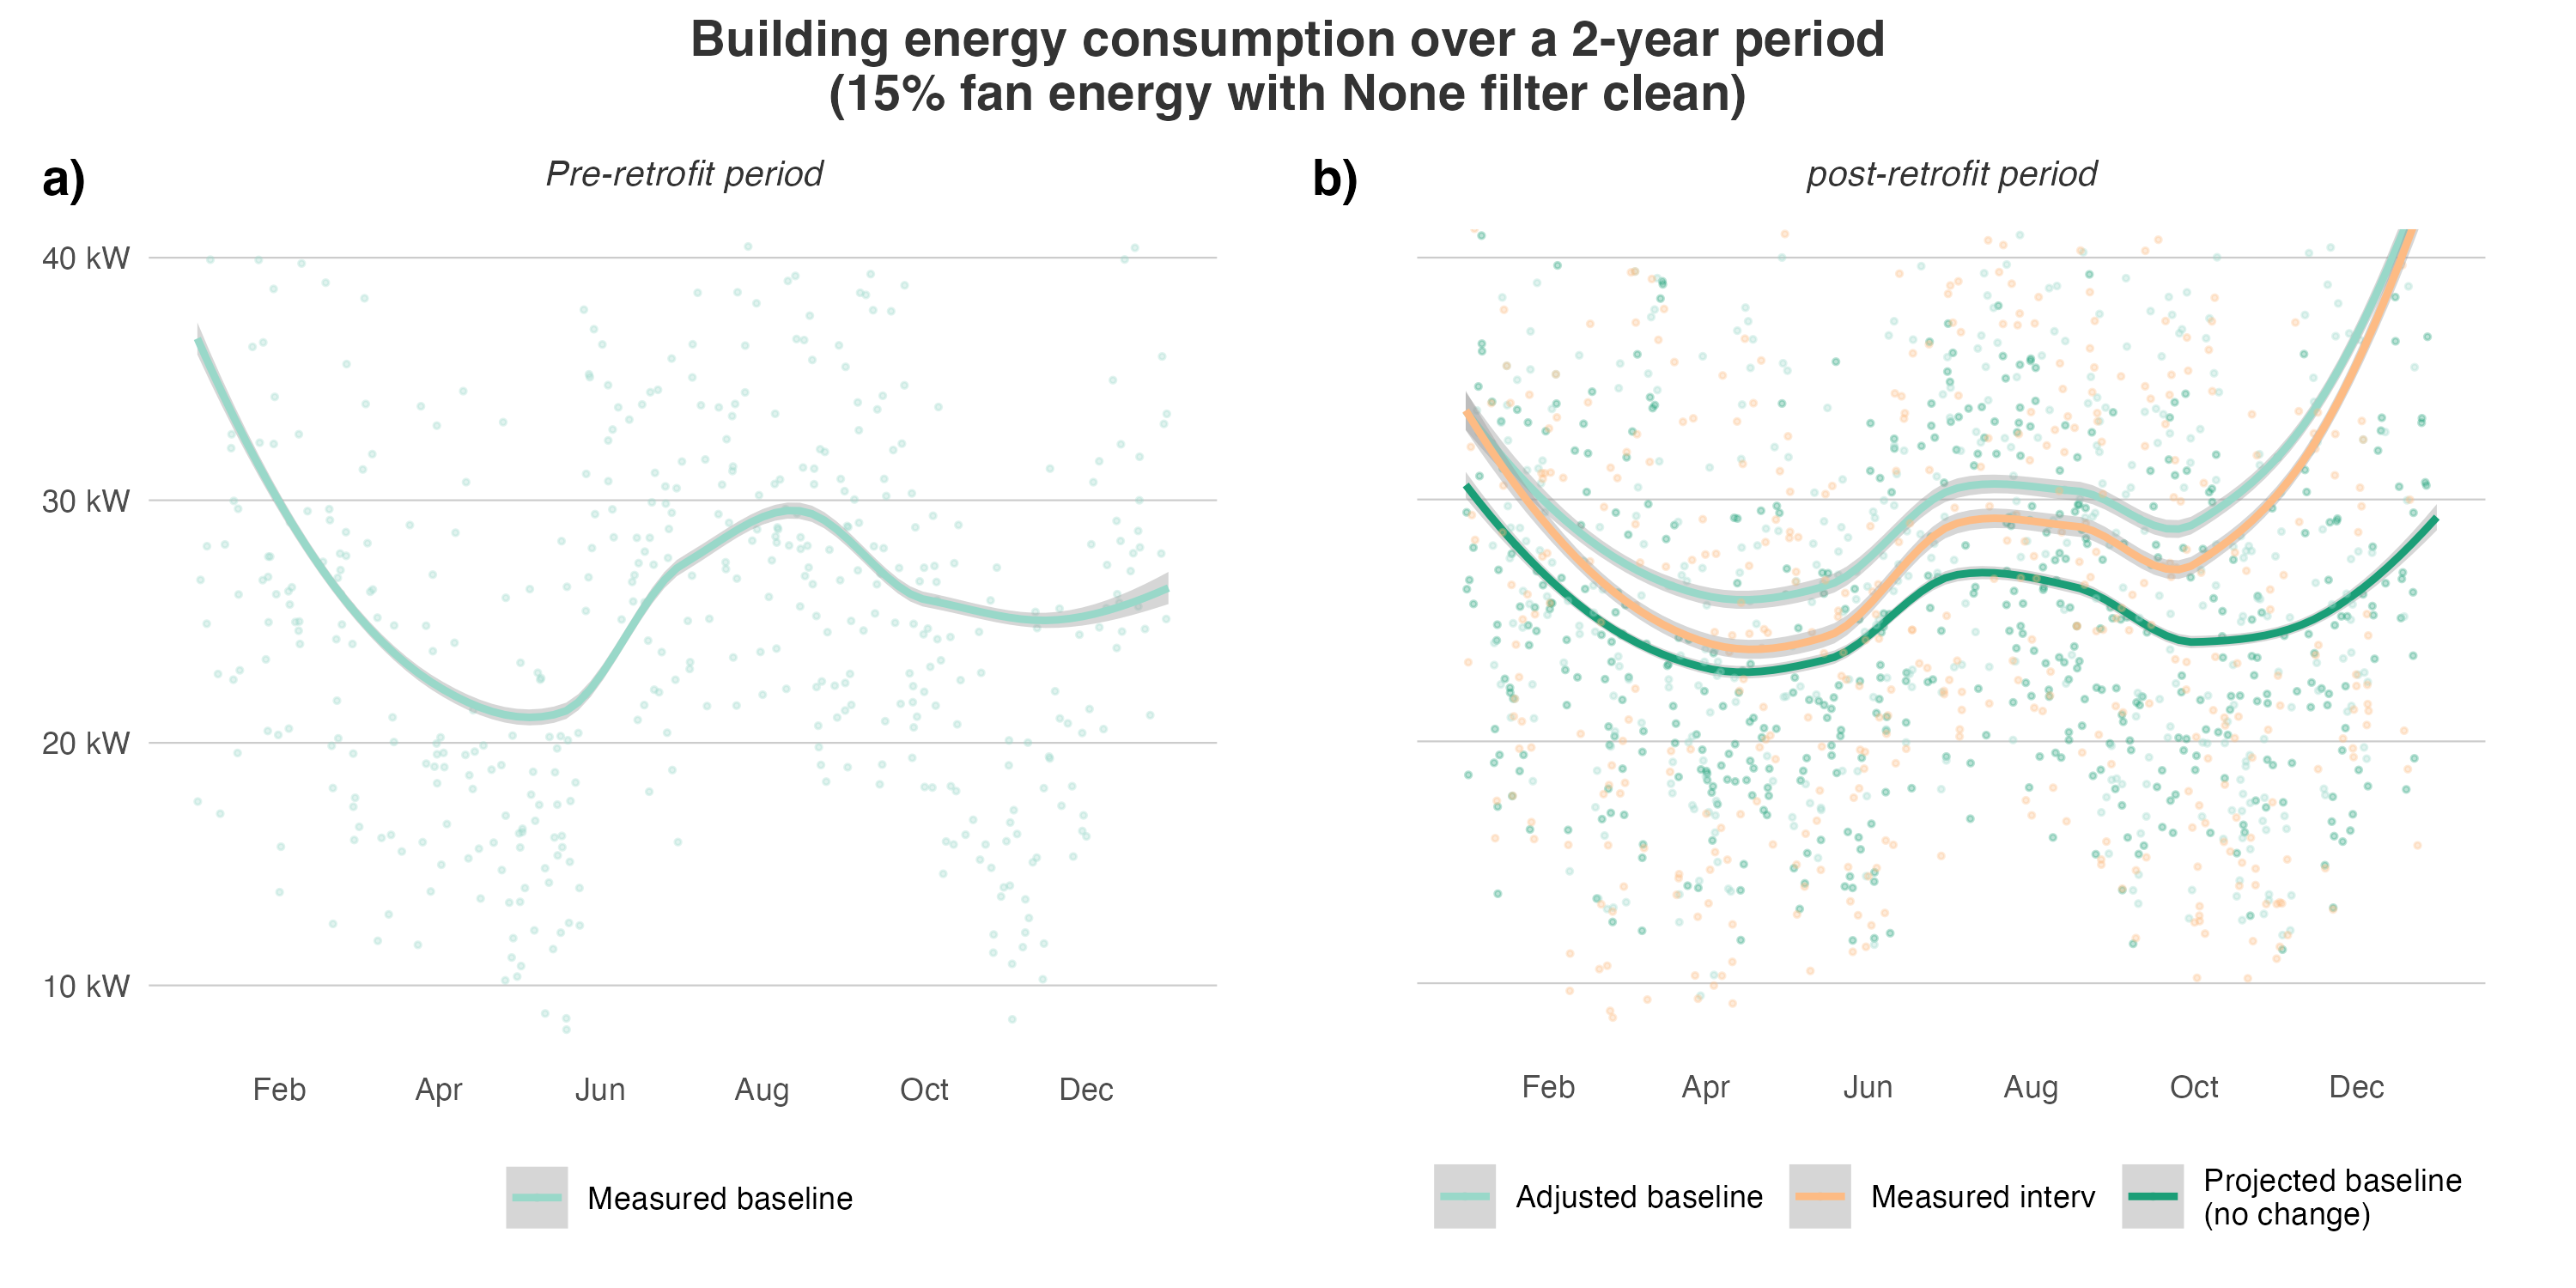 Building energy consumption over a 2-year period
(15% fan energy with None filter clean)
a)
Pre-retrofit period
b)
post-retrofit period
40 kW
30 kW
20 kW
10 kW
Feb Apr Jun Aug Oct Dec
Feb Apr Jun Aug Oct Dec
Measured baseline
Adjusted baseline
Measured interv
Projected baseline
(no change)